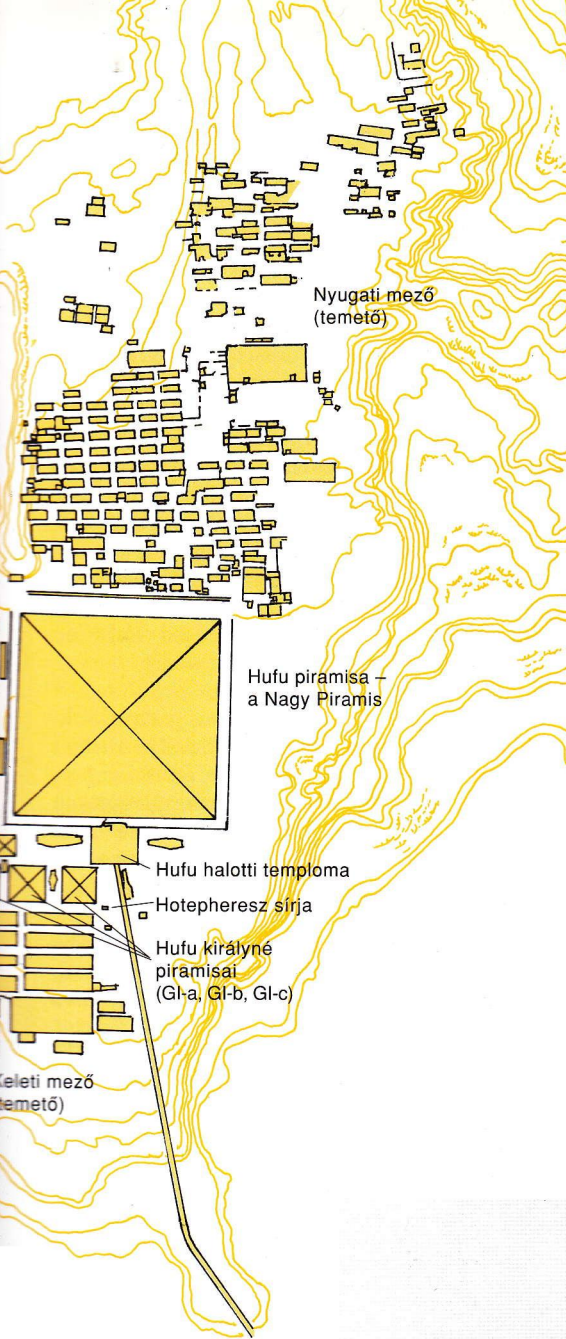 Nyugati mező
(temető)
Hufu piramisa –
a Nagy Piramis
Hufu halotti temploma
Hotepheresz sírja
Hufu királyné
piramisai
(GI-a, GI-b, GI-c)
eleti mező
temető)